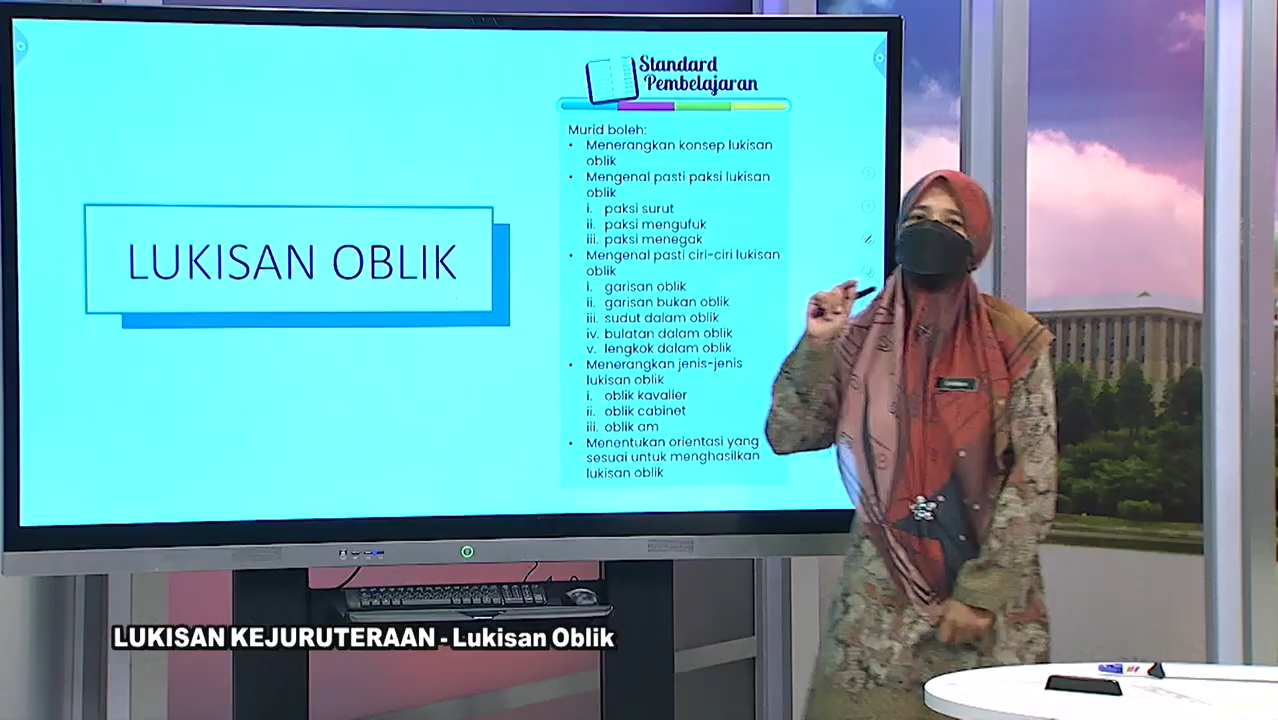 Standard
Pembelajaran
Murid boleh:
• Menerangkan konsep lukisan
oblik
• Mengenal pasti paksi lukisan
oblik
i. paksi surut
ii. paksi mengufuk
iii. paksi menegak
• Mengenal pasti ciri-ciri lukisan
oblik
i. garisan oblik
ii. garisan bukan oblik
iii. sudut dalam oblik
iv. bulatan dalam oblik
v. lengkok dalam oblik
• Menerangkan jenis-jenis
lukisan oblik
i. oblik kavalier
ii. oblik cabinet
iii. oblik am
• Menentukan orientasi yang
sesuai untuk menghasilkan
lukisan oblik
LUKISAN OBLIK
LUKISAN KEJURUTERAAN - Lukisan Oblik